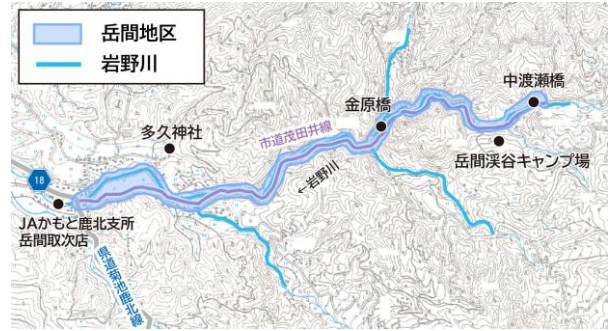 岳間地区
岩野川
中渡瀬橋
金原橋
多久神社
市道茂田井線
岳間渓谷キャンプ場
←岩野川
18
JAかもと鹿北支所
岳間取次店
県道菊池鹿北線